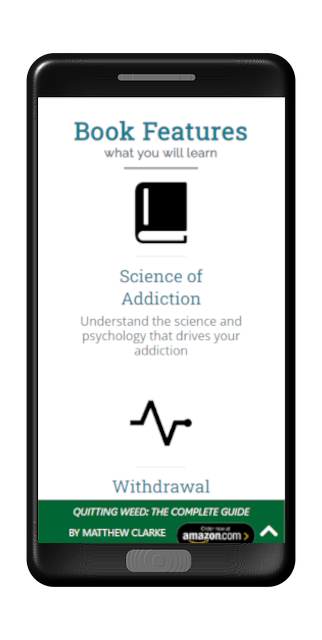 Book Features
what you will learn
Science of
Addiction
Understand the science and
psychology that drives your
addiction
Withdrawal
QUITTING WEED: THE COMPLETE GUIDE
BY MATTHEW CLARKE
Order now at
amazon.com